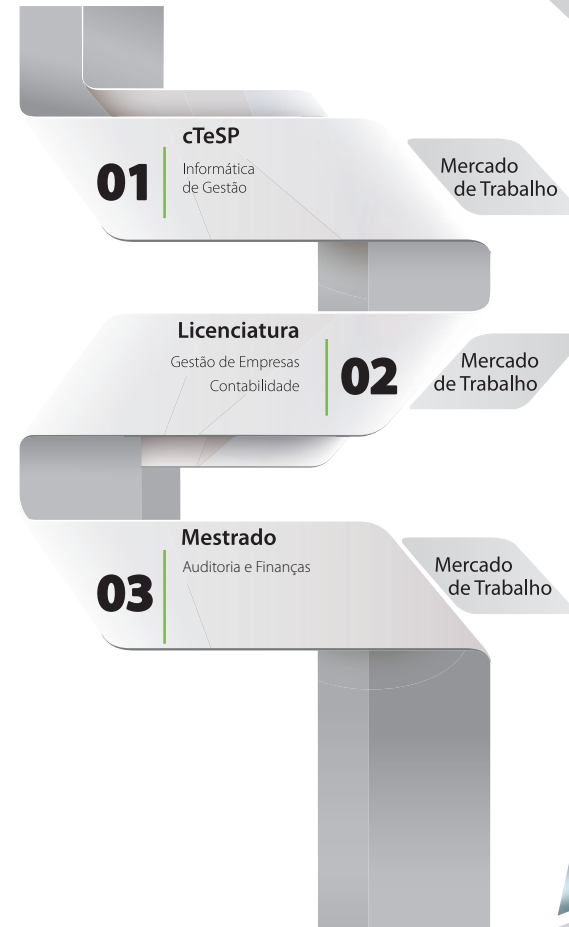 cTeSP
01
Informática
de Gestão
Mercado
de Trabalho
Licenciatura
Gestão de Empresas
Contabilidade
02
Mercado
de Trabalho
Mestrado
03
Auditoria e Finanças
Mercado
de Trabalho